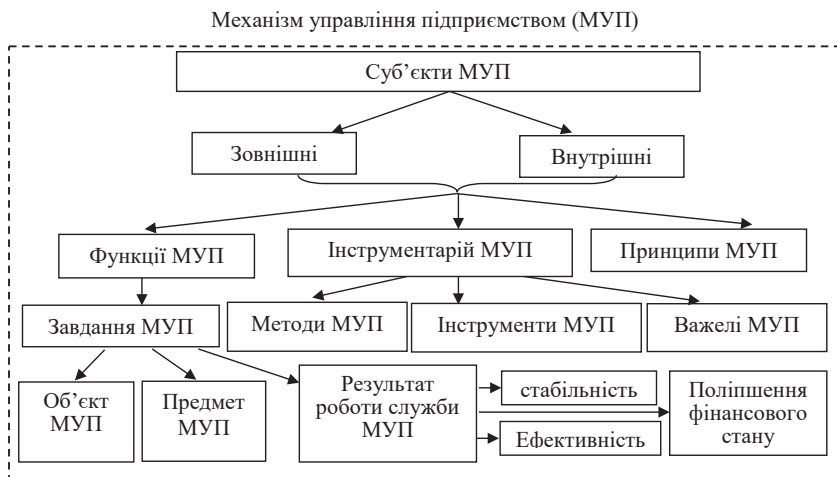 Механізм управління підприємством (МУП)
Суб’єкти МУП
Зовнішні
Внутрішні
Функції МУП
Інструментарій МУП
Принципи МУП
Завдання МУП
Методи МУП
Інструменти МУП
Важелі МУП
Об’єкт
МУП
Предмет
МУП
Результат
роботи служби
МУП
стабільність
Ефективність
Поліпшення
фінансового
стану